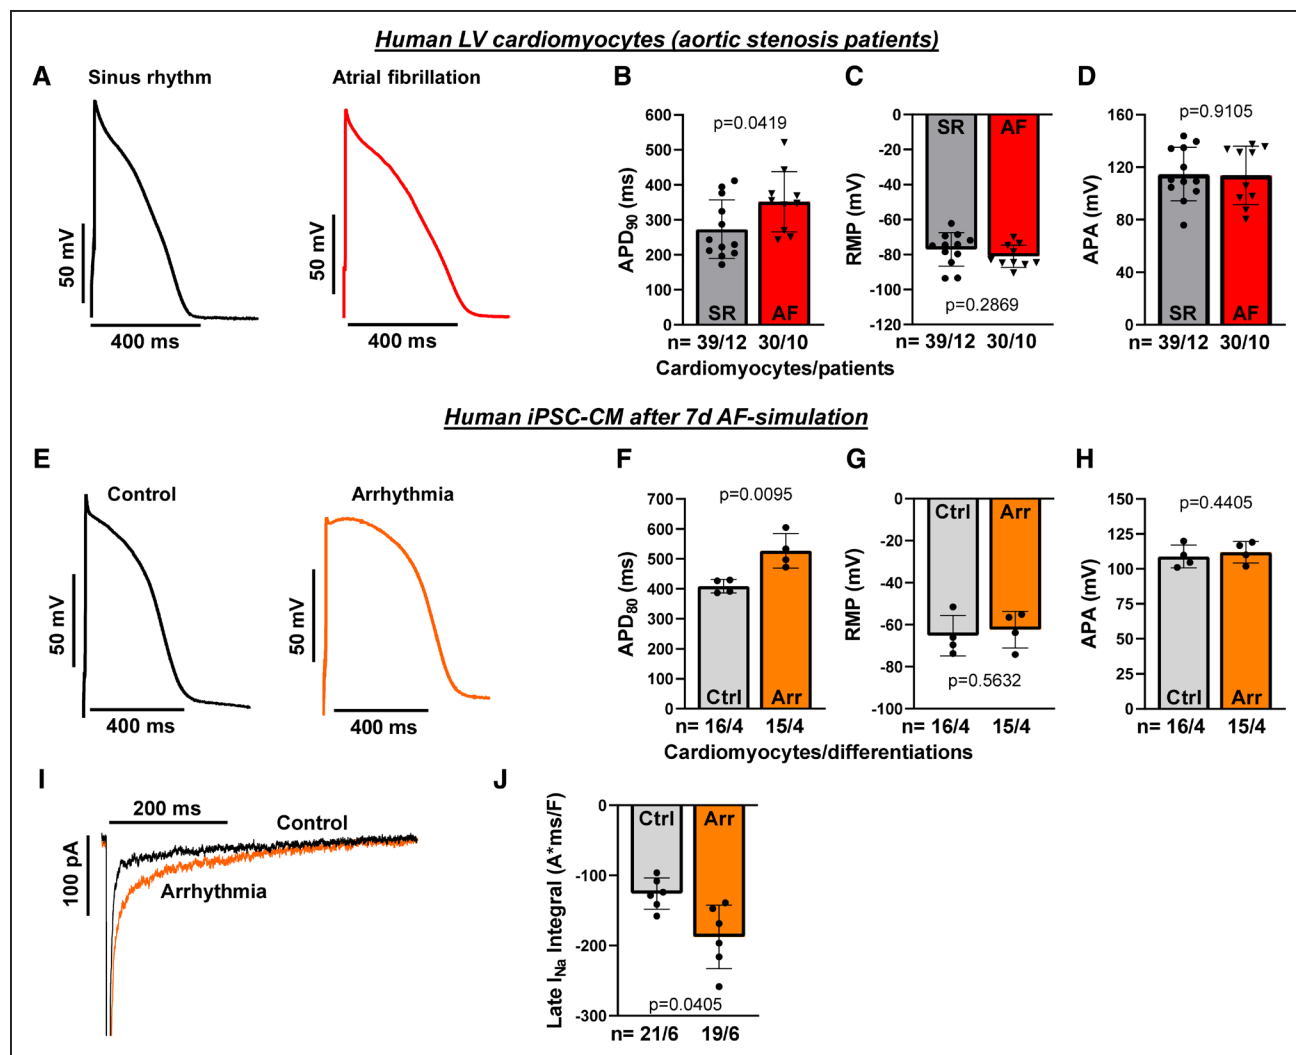 Human LV cardiomyocytes (aortic stenosis patients)
A
Sinus rhythm
Atrial fibrillation
50 mV
400 ms
50 mV
400 ms
B
p=0.0419
APD90 (ms)
600
500
400
300
200
100
0
SR
AF
n= 39/12
30/10
C
RMP (mV)
0
-20
-40
-60
-80
-100
-120
SR
AF
p=0.2869
n= 39/12
30/10
D
p=0.9105
APA (mV)
160
120
80
40
0
SR
AF
n= 39/12
30/10
Cardiomyocytes/patients
Human iPSC-CM after 7d AF-simulation
E
Control
Arrhythmia
50 mV
400 ms
50 mV
400 ms
F
p=0.0095
APD80 (ms)
700
600
500
400
300
200
100
0
Ctrl
Arr
n= 16/4
15/4
G
RMP (mV)
0
-20
-40
-60
-80
-100
Ctrl
Arr
p=0.5632
n= 16/4
15/4
H
p=0.4405
APA (mV)
150
125
100
75
50
25
0
Ctrl
Arr
n= 16/4
15/4
Cardiomyocytes/differentiations
I
200 ms
Control
100 pA
Arrhythmia
J
Late INa Integral (A*ms/F)
0
-100
-200
-300
Ctrl
Arr
p=0.0405
n= 21/6
19/6